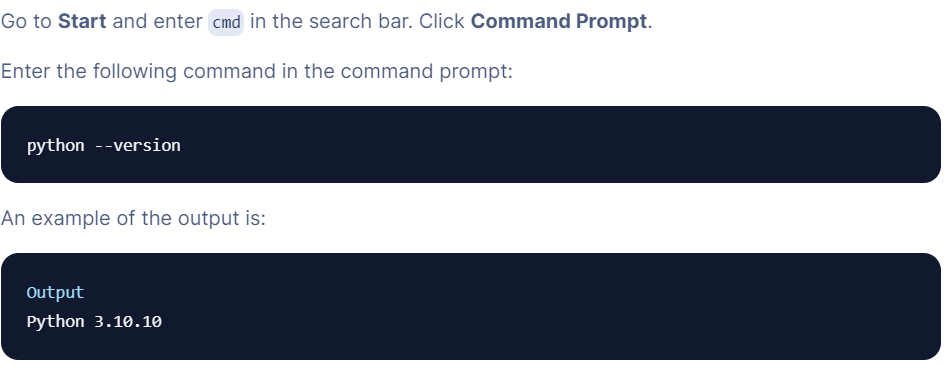 Go to Start and enter cmd in the search bar. Click Command Prompt.
Enter the following command in the command prompt:
python --version
An example of the output is:
Output
Python 3.10.10